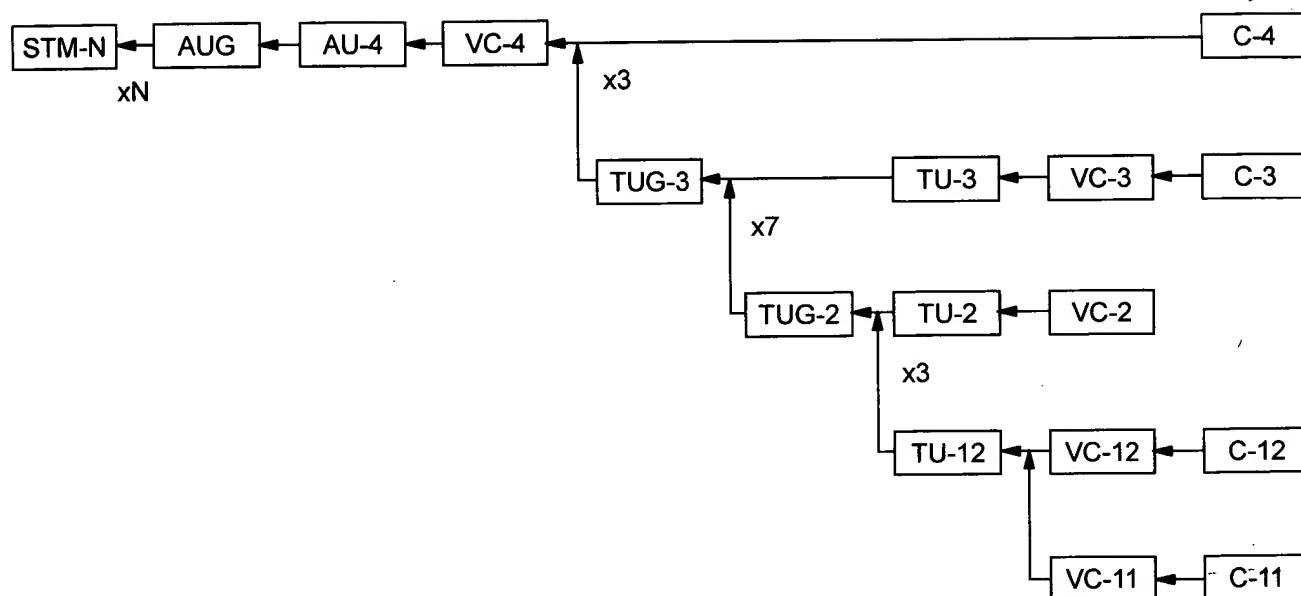 STM-N AUG AU-4 VC-4 C-4
xN x3
TUG-3 TU-3 VC-3 C-3
x7
TUG-2 TU-2 VC-2
x3
TU-12 VC-12 C-12
VC-11 C-11